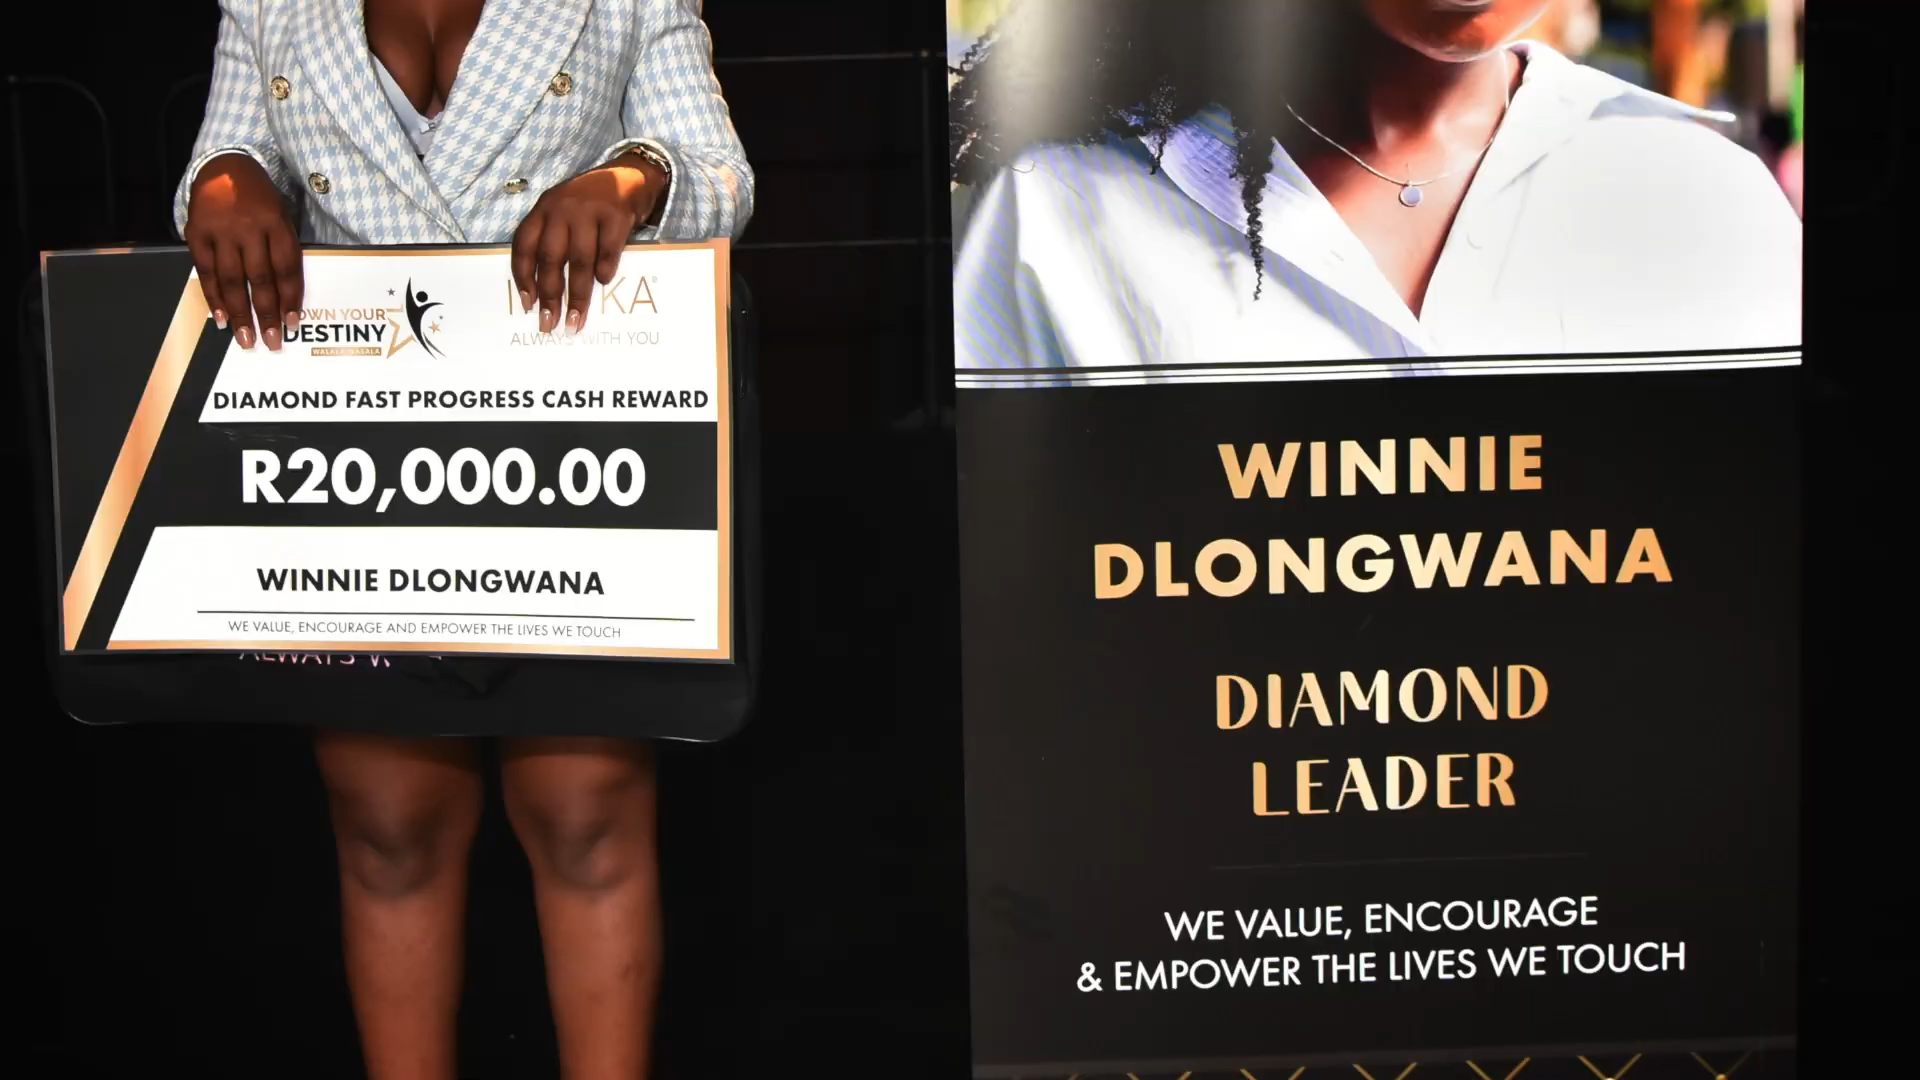 OWN YOUR
DESTINY
ALWAYS WITH YOU
DIAMOND FAST PROGRESS CASH REWARD
R20,000.00
WINNIE DLONGWANA
WE VALUE, ENCOURAGE AND EMPOWER THE LIVES WE TOUCH
ALWAYS
WINNIE
DLONGWANA
DIAMOND
LEADER
WE VALUE, ENCOURAGE
& EMPOWER THE LIVES WE TOUCH